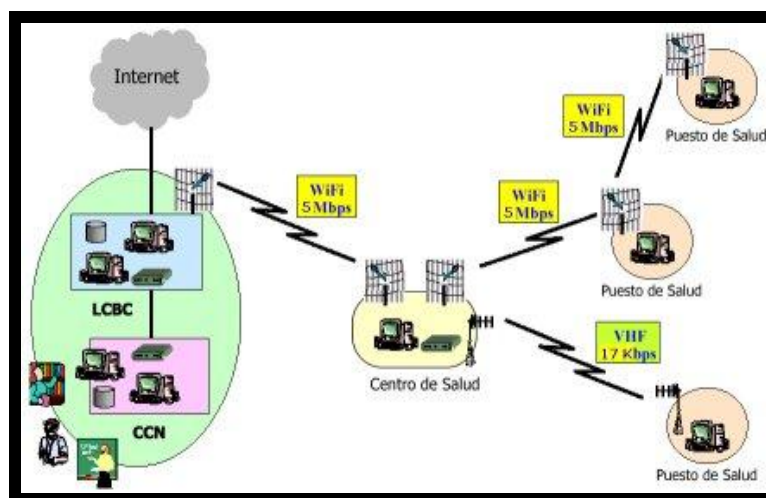 Internet
WiFi
5 Mbps
Puesto de Salud
WiFi
5 Mbps
WiFi
5 Mbps
Puesto de Salud
LCBC
Centro de Salud
VHF
17 Kbps
CCN
Puesto de Salud